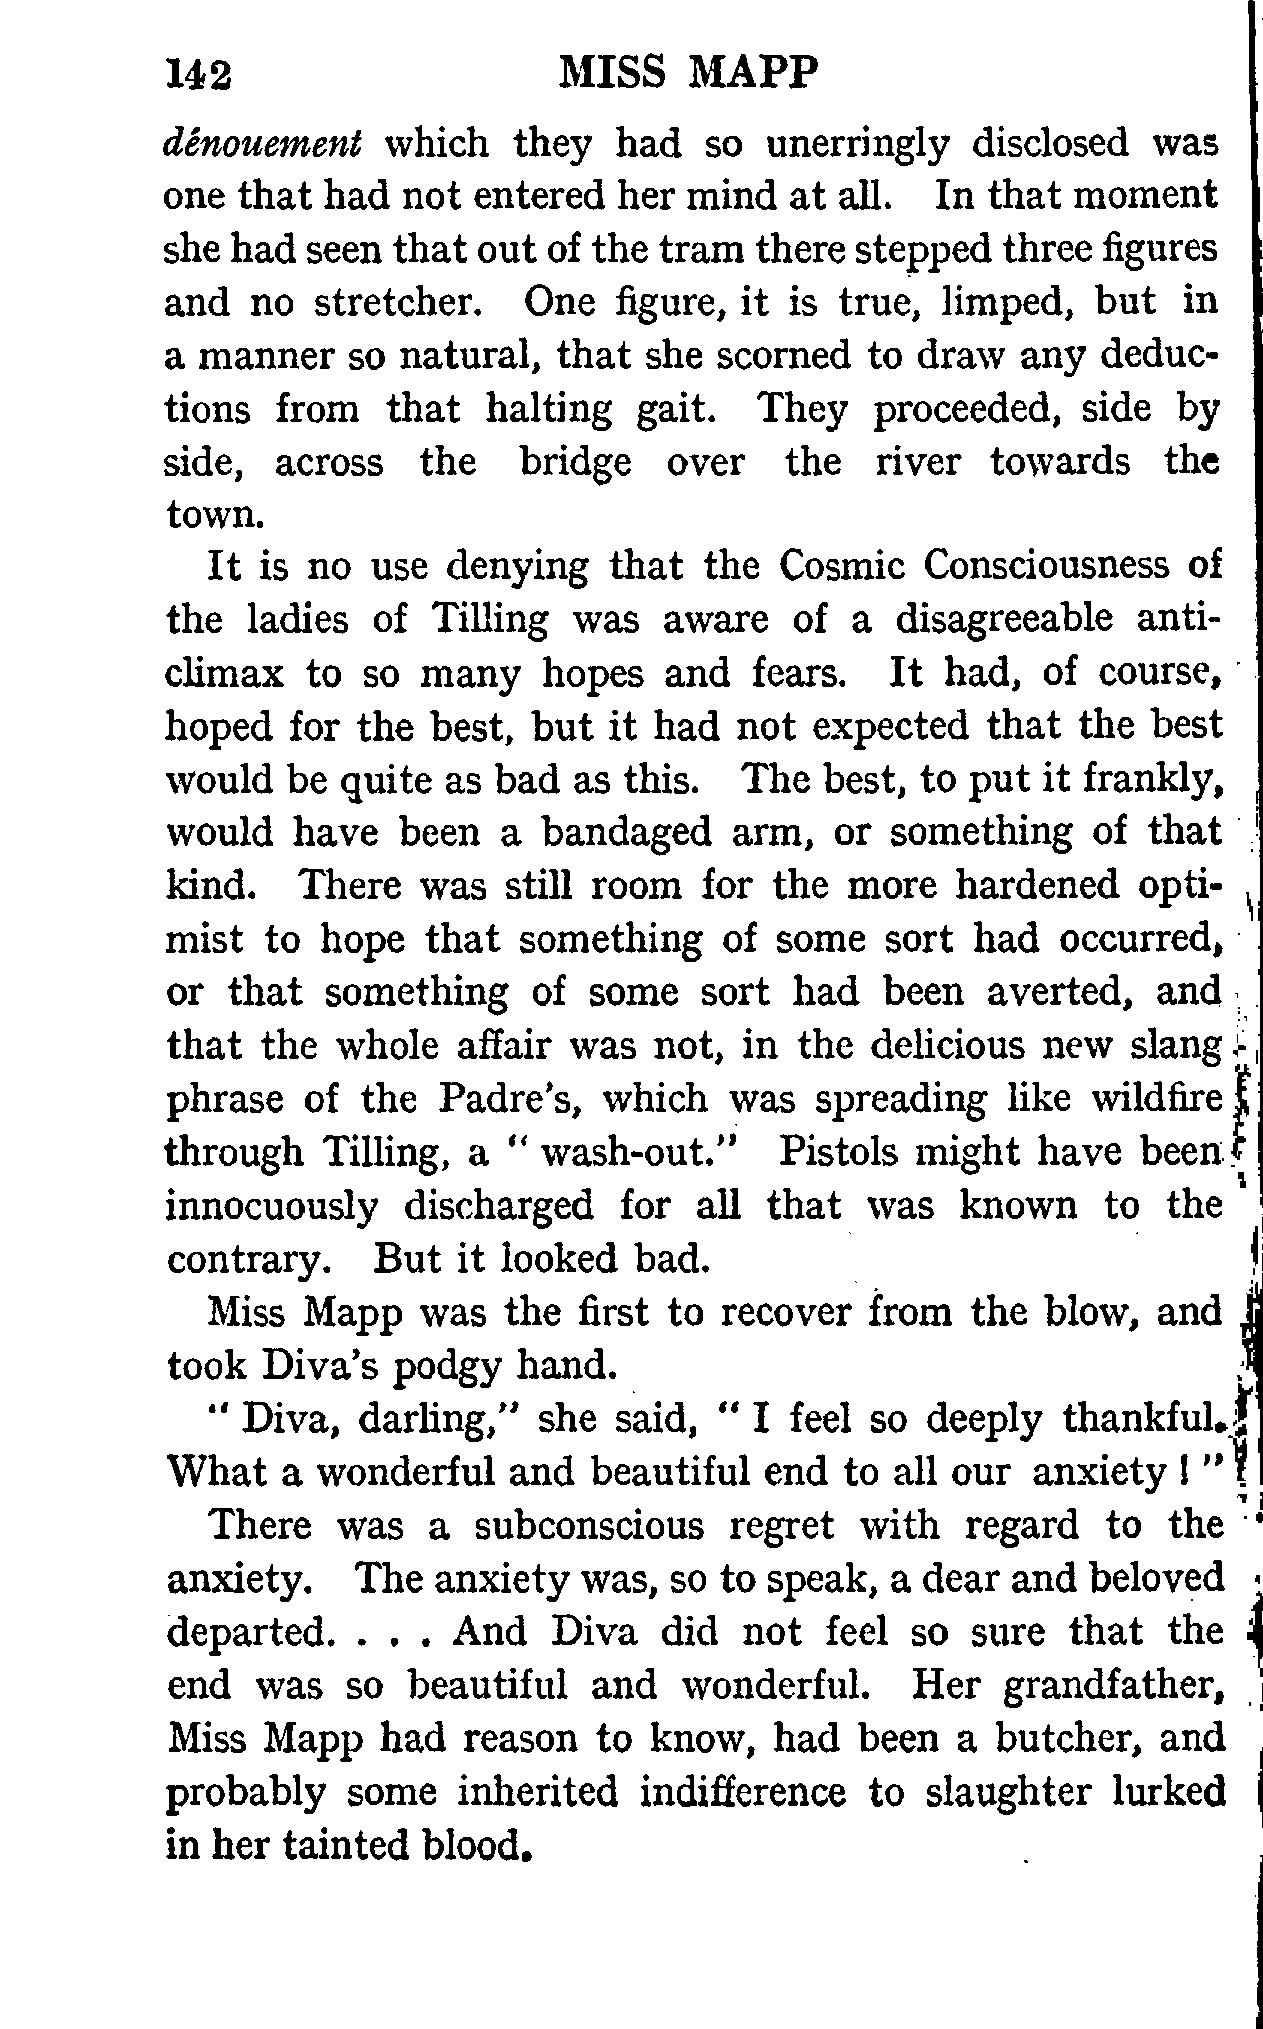 142 MISS MAPP
dénouement which they had so unerringly disclosed was
one that had not entered her mind at all. In that moment
she had seen that out of the tram there stepped three figures
and no stretcher. One figure, it is true, limped, but in
a manner so natural, that she scorned to draw any deduc-
tions from that halting gait. They proceeded, side by
side, across the bridge over the river towards the
town.
It is no use denying that the Cosmic Consciousness of
the ladies of Tilling was aware of a disagreeable anti-
climax to so many hopes and fears. It had, of course,
hoped for the best, but it had not expected that the best
would be quite as bad as this. The best, to put it frankly,
would have been a bandaged arm, or something of that
kind. There was still room for the more hardened opti-
mist to hope that something of some sort had occurred,
or that something of some sort had been averted, and
that the whole affair was not, in the delicious new slang
phrase of the Padre's, which was spreading like wildfire
through Tilling, a " wash-out." Pistols might have been
innocuously discharged for all that was known to the
contrary. But it looked bad.
Miss Mapp was the first to recover from the blow, and
took Diva's podgy hand.
" Diva, darling," she said, " I feel so deeply thankful.
What a wonderful and beautiful end to all our anxiety ! "
There was a subconscious regret with regard to the
anxiety. The anxiety was, so to speak, a dear and beloved
departed. . . . And Diva did not feel so sure that the
end was so beautiful and wonderful. Her grandfather,
Miss Mapp had reason to know, had been a butcher, and
probably some inherited indifference to slaughter lurked
in her tainted blood.